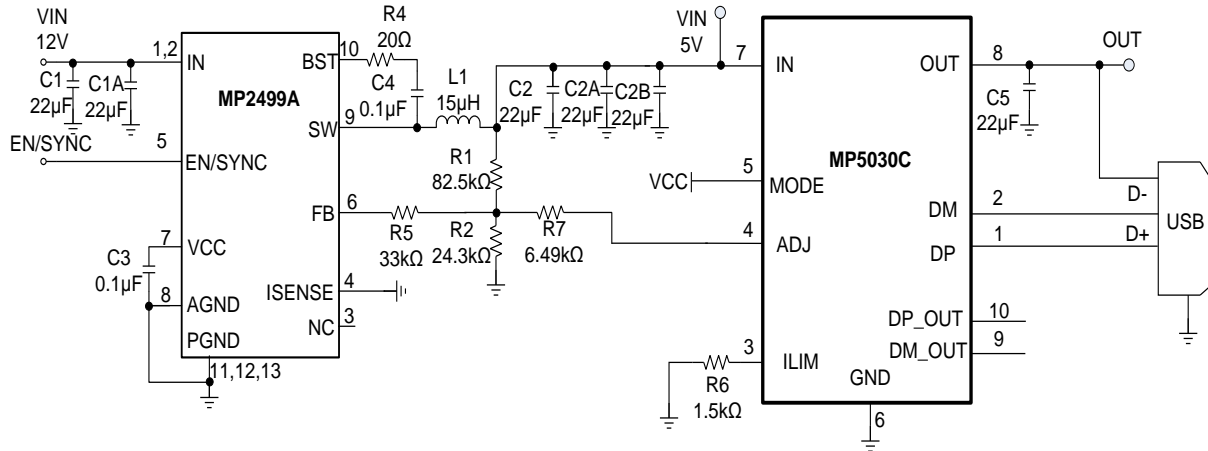 VIN
12V
C1
22µF
C1A
22µF
EN/SYNC
1,2
IN
MP2499A
5
EN/SYNC
7
VCC
C3
0.1µF
8
AGND
PGND
11,12,13
BST
10
R4
20Ω
C4
0.1µF
SW
9
L1
15µH
FB
6
R5
33kΩ
R1
82.5kΩ
R2
24.3kΩ
R7
6.49kΩ
ISENSE
4
NC
3
C2
22µF
C2A
22µF
C2B
22µF
VIN
5V
7
IN
MP5030C
VCC
5
MODE
4
ADJ
3
ILIM
R6
1.5kΩ
GND
6
OUT
8
OUT
C5
22µF
DM
2
D-
DP
1
D+
USB
DP_OUT
10
DM_OUT
9